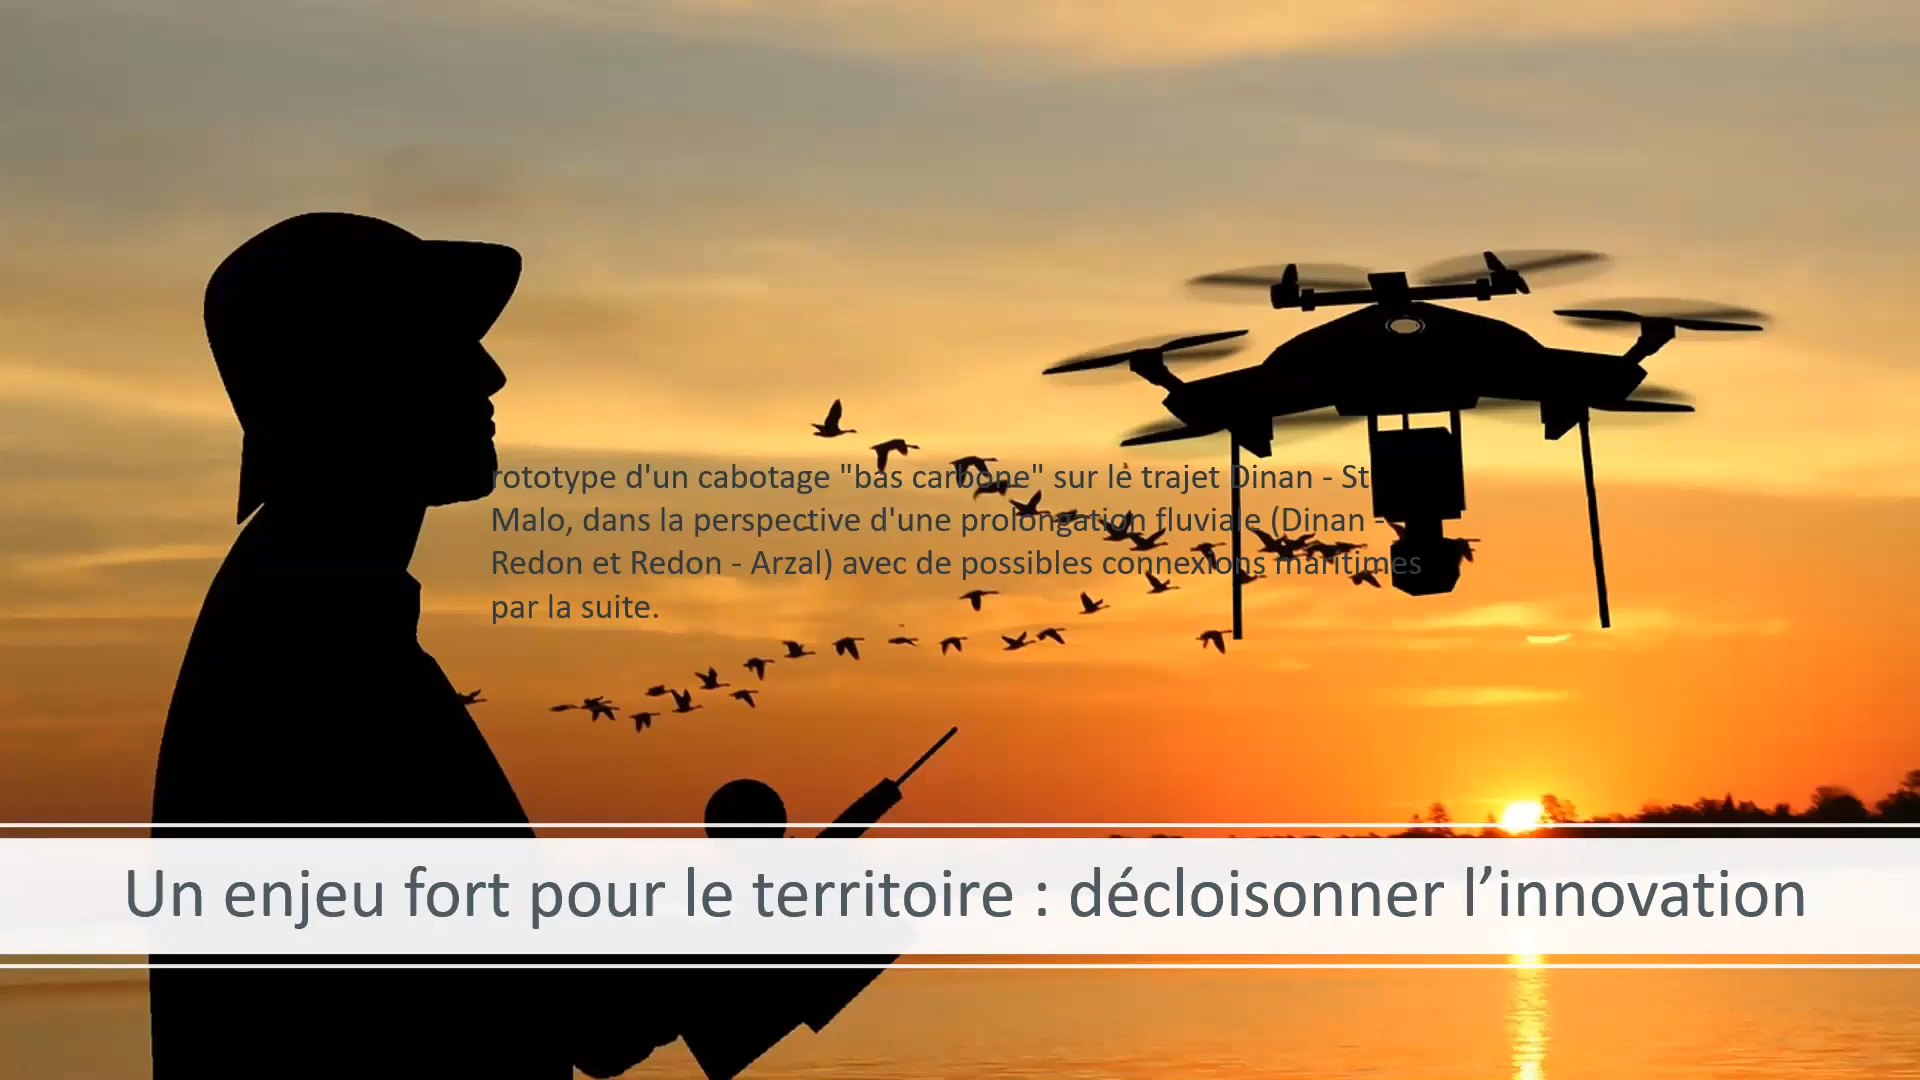 rototype d'un cabotage "bas carbone" sur le trajet Dinan - St
Malo, dans la perspective d'une prolongation fluviale (Dinan -
Redon et Redon - Arzal) avec de possibles connexions maritimes
par la suite.
Un enjeu fort pour le territoire : décloisonner l’innovation